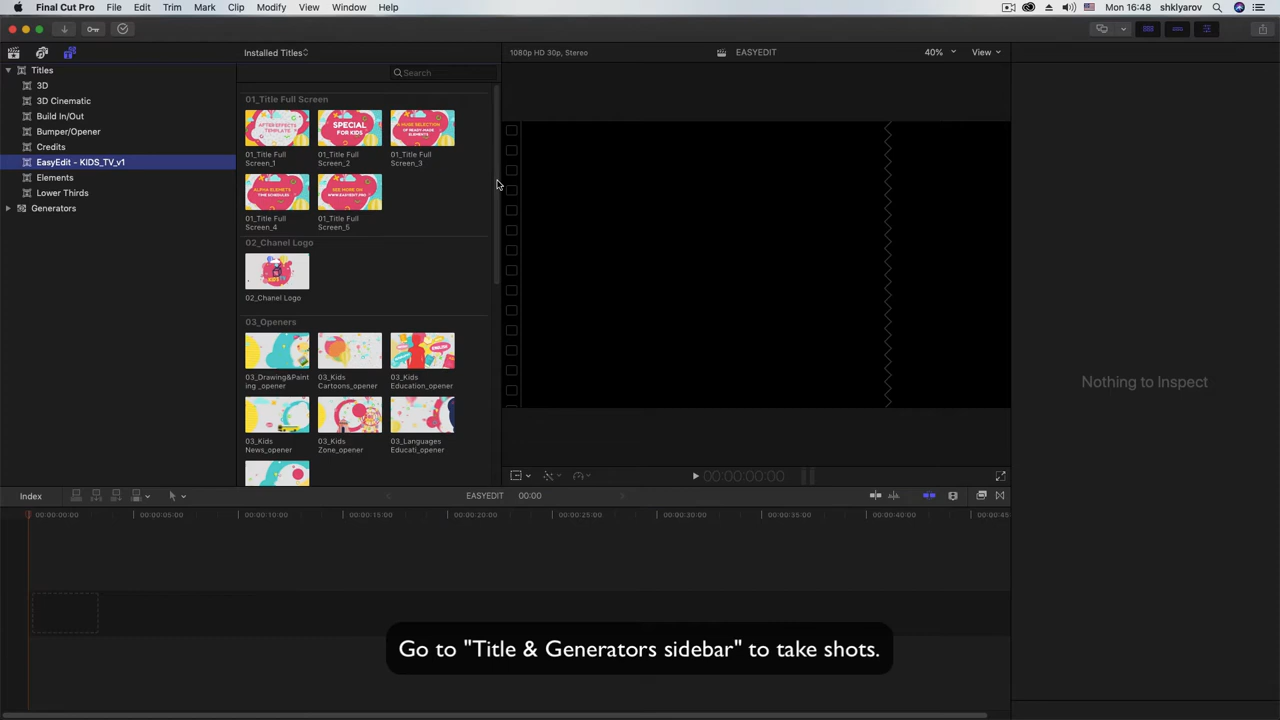 Final Cut Pro File Edit Trim Mark Clip Modify View Window Help
Mon 16:48 shklyarov
Installed Titles
1080p HD 30p, Stereo
EASYEDIT
40%
View
Titles
3D
3D Cinematic
Build In/Out
Bumper/Opener
Credits
EasyEdit - KIDS_TV_v1
Elements
Lower Thirds
Generators
Search
01_Title Full Screen
AFTER EFFECTS
TEMPLATE
SPECIAL
FOR KIDS
A HUGE SELECTION
OF READY-MADE
ELEMENTS
01_Title Full
Screen_1
01_Title Full
Screen_2
01_Title Full
Screen_3
ALPHA ELEMETS
TIME SCHEDULES
SEE MORE ON
WWW.EASYEDIT.PRO
01_Title Full
Screen_4
01_Title Full
Screen_5
02_Chanel Logo
02_Chanel Logo
03_Openers
03_Drawing&Paint
ing _opener
03_Kids
Cartoons_opener
03_Kids
Education_opener
03_Kids
News_opener
03_Kids
Zone_opener
03_Languages
Educati_opener
Nothing to Inspect
00:00:00:00
Index
EASYEDIT 00:00
00:00:00:00 00:00:05:00 00:00:10:00 00:00:15:00 00:00:20:00 00:00:25:00 00:00:30:00 00:00:35:00 00:00:40:00 00:00:45
Go to "Title & Generators sidebar" to take shots.